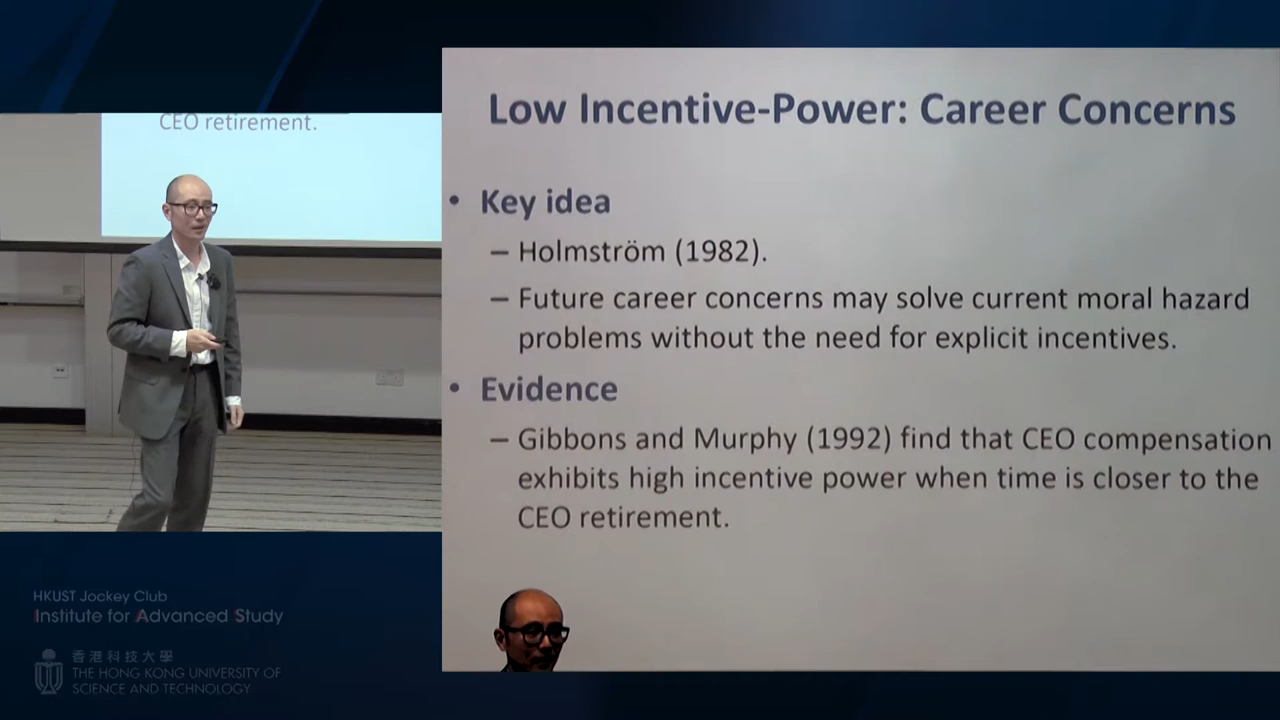 CEO retirement.
Low Incentive-Power: Career Concerns
• Key idea
– Holmström (1982).
– Future career concerns may solve current moral hazard
problems without the need for explicit incentives.
• Evidence
– Gibbons and Murphy (1992) find that CEO compensation
exhibits high incentive power when time is closer to the
CEO retirement.
HKUST Jockey Club
Institute for Advanced Study
香港科技大學
THE HONG KONG UNIVERSITY OF
SCIENCE AND TECHNOLOGY